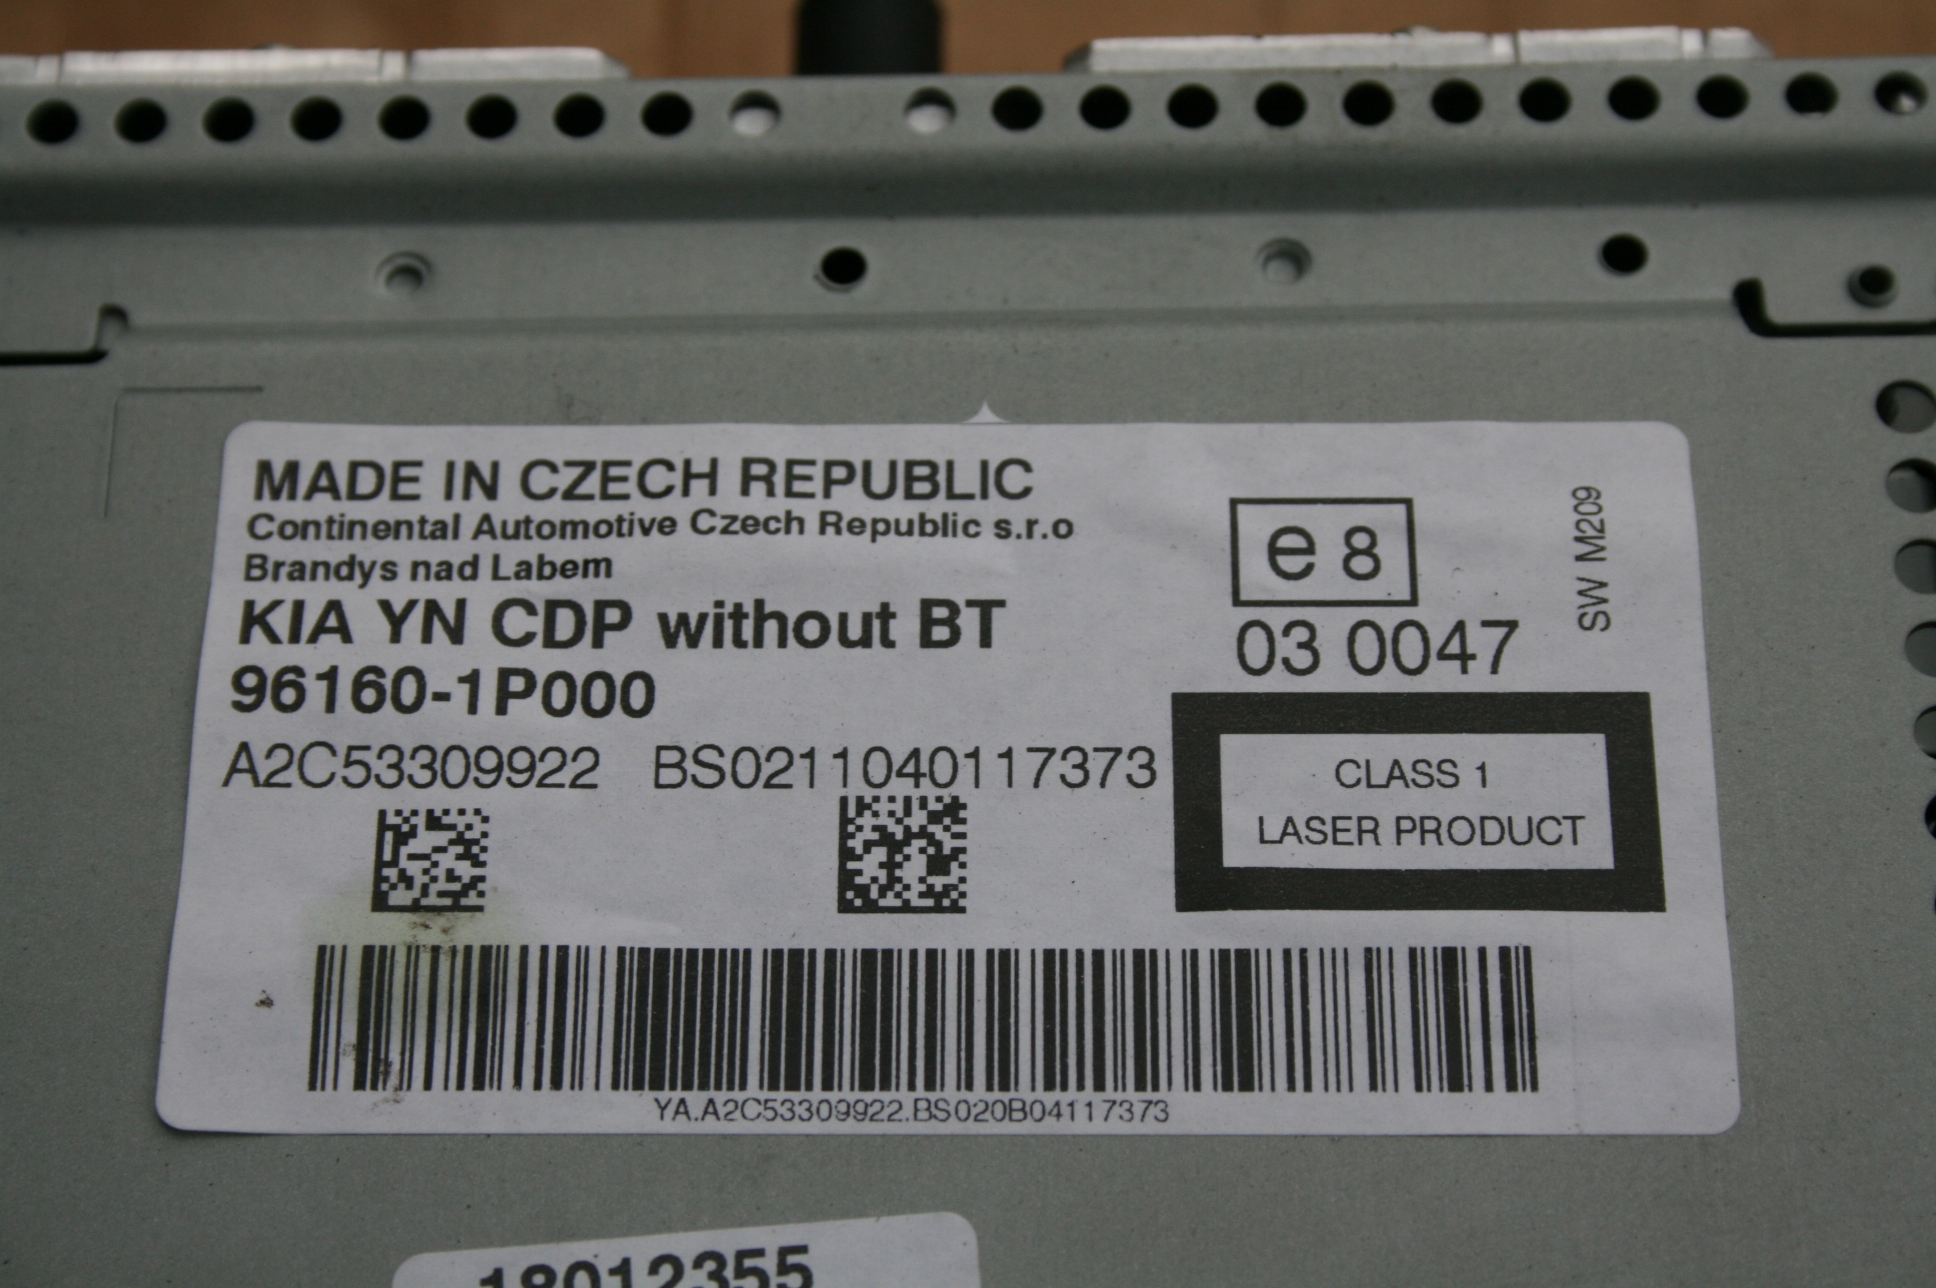 MADE IN CZECH REPUBLIC
Continental Automotive Czech Republic s.r.o
Brandys nad Labem
KIA YN CDP without BT
96160-1P000
A2C53309922 BS0211040117373
e 8
03 0047
SW M209
CLASS 1
LASER PRODUCT
YA.A2C53309922.BS020B04117373
18012355